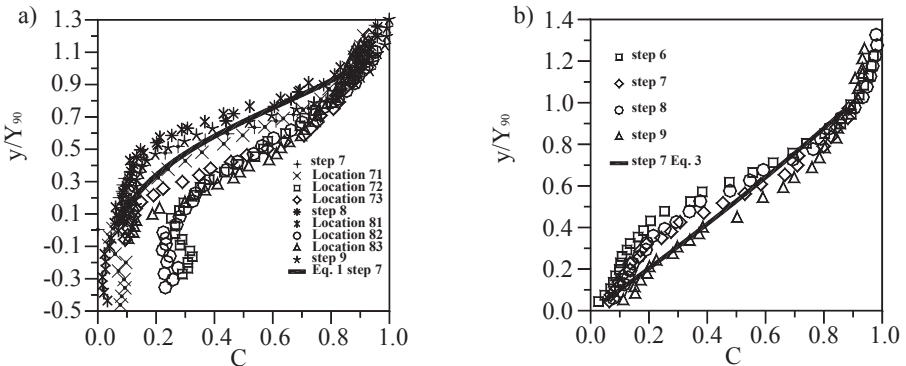 a)
1.3
1.1
0.9
0.7
0.5
0.3
0.1
-0.1
-0.3
-0.5
y/Y90
0.0 0.2 0.4 0.6 0.8 1.0
C
step 7
Location 71
Location 72
Location 73
step 8
Location 81
Location 82
Location 83
step 9
Eq. 1 step 7
b)
1.4
1.2
1.0
0.8
0.6
0.4
0.2
0.0
y/Y90
0.0 0.2 0.4 0.6 0.8 1.0
C
step 6
step 7
step 8
step 9
step 7 Eq. 3